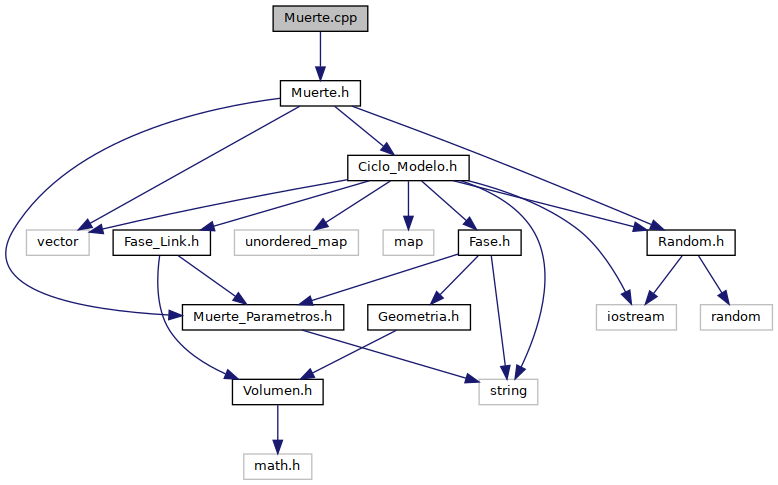 Muerte.cpp
Muerte.h
Ciclo_Modelo.h
vector
Fase_Link.h
unordered_map
map
Fase.h
Random.h
Muerte_Parametros.h
Geometria.h
iostream
random
Volumen.h
string
math.h